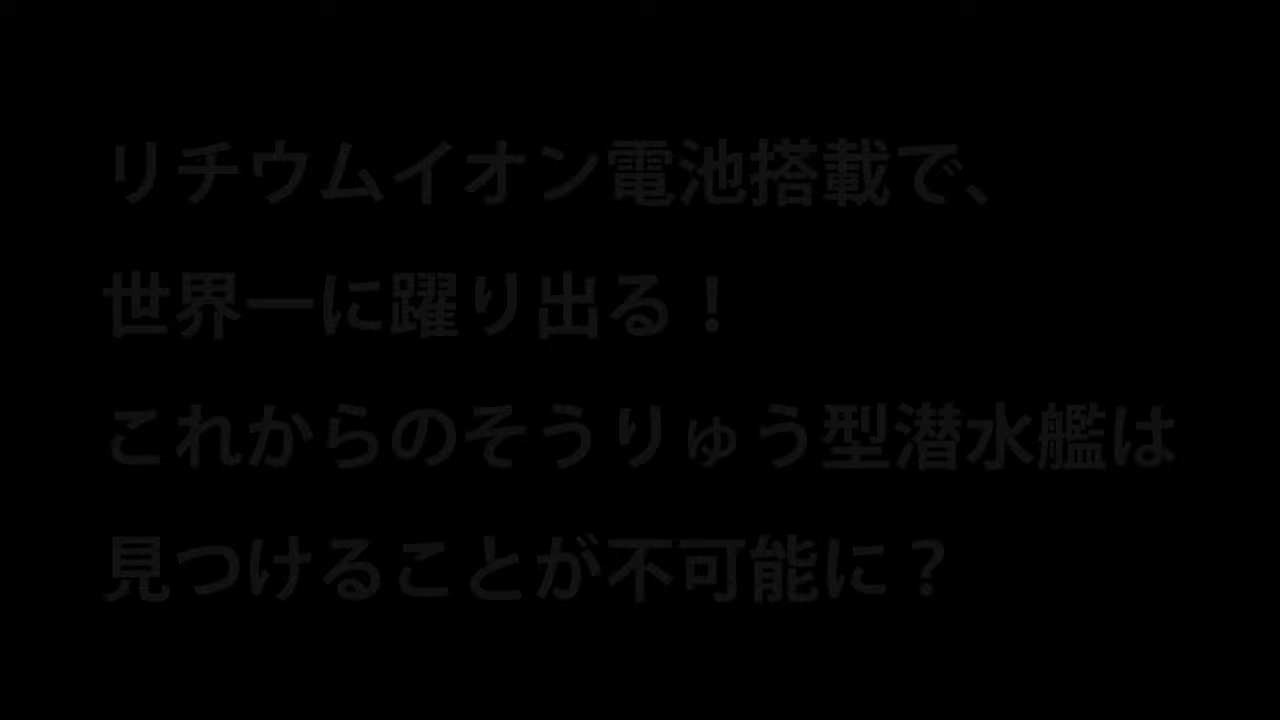 リチウムイオン電池搭載で、
世界一に躍り出る！
これからのそうりゅう型潜水艦は
見つけることが不可能に？